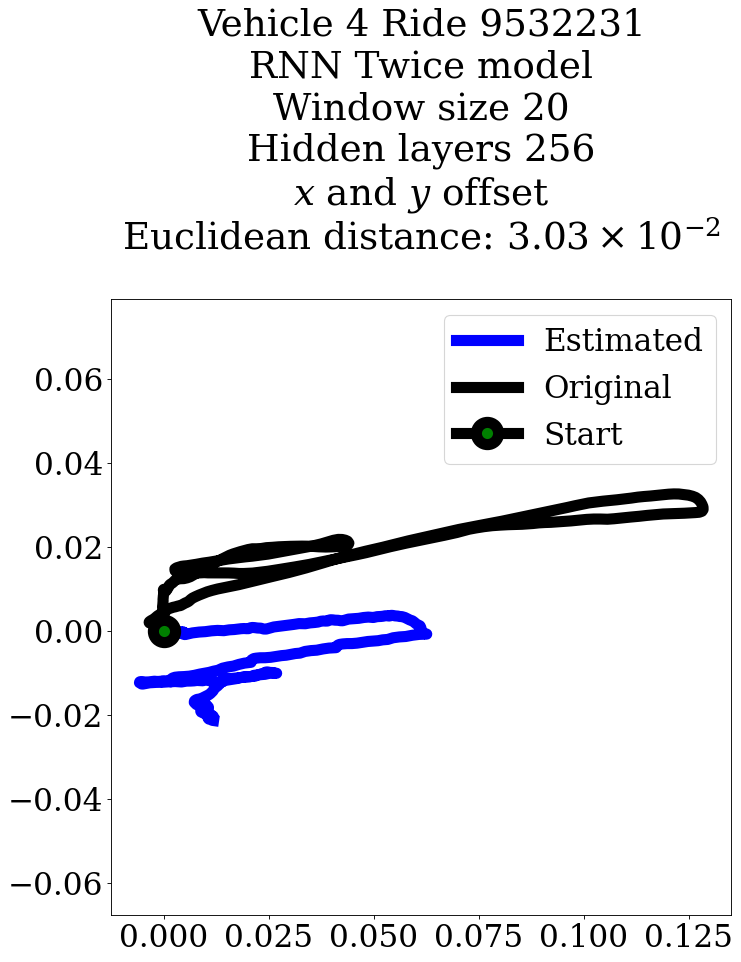 Vehicle 4 Ride 9532231
RNN Twice model
Window size 20
Hidden layers 256
x and y offset
Euclidean distance: 3.03 × 10⁻²
Estimated
Original
Start
0.06
0.04
0.02
0.00
−0.02
−0.04
−0.06
0.000 0.025 0.050 0.075 0.100 0.125